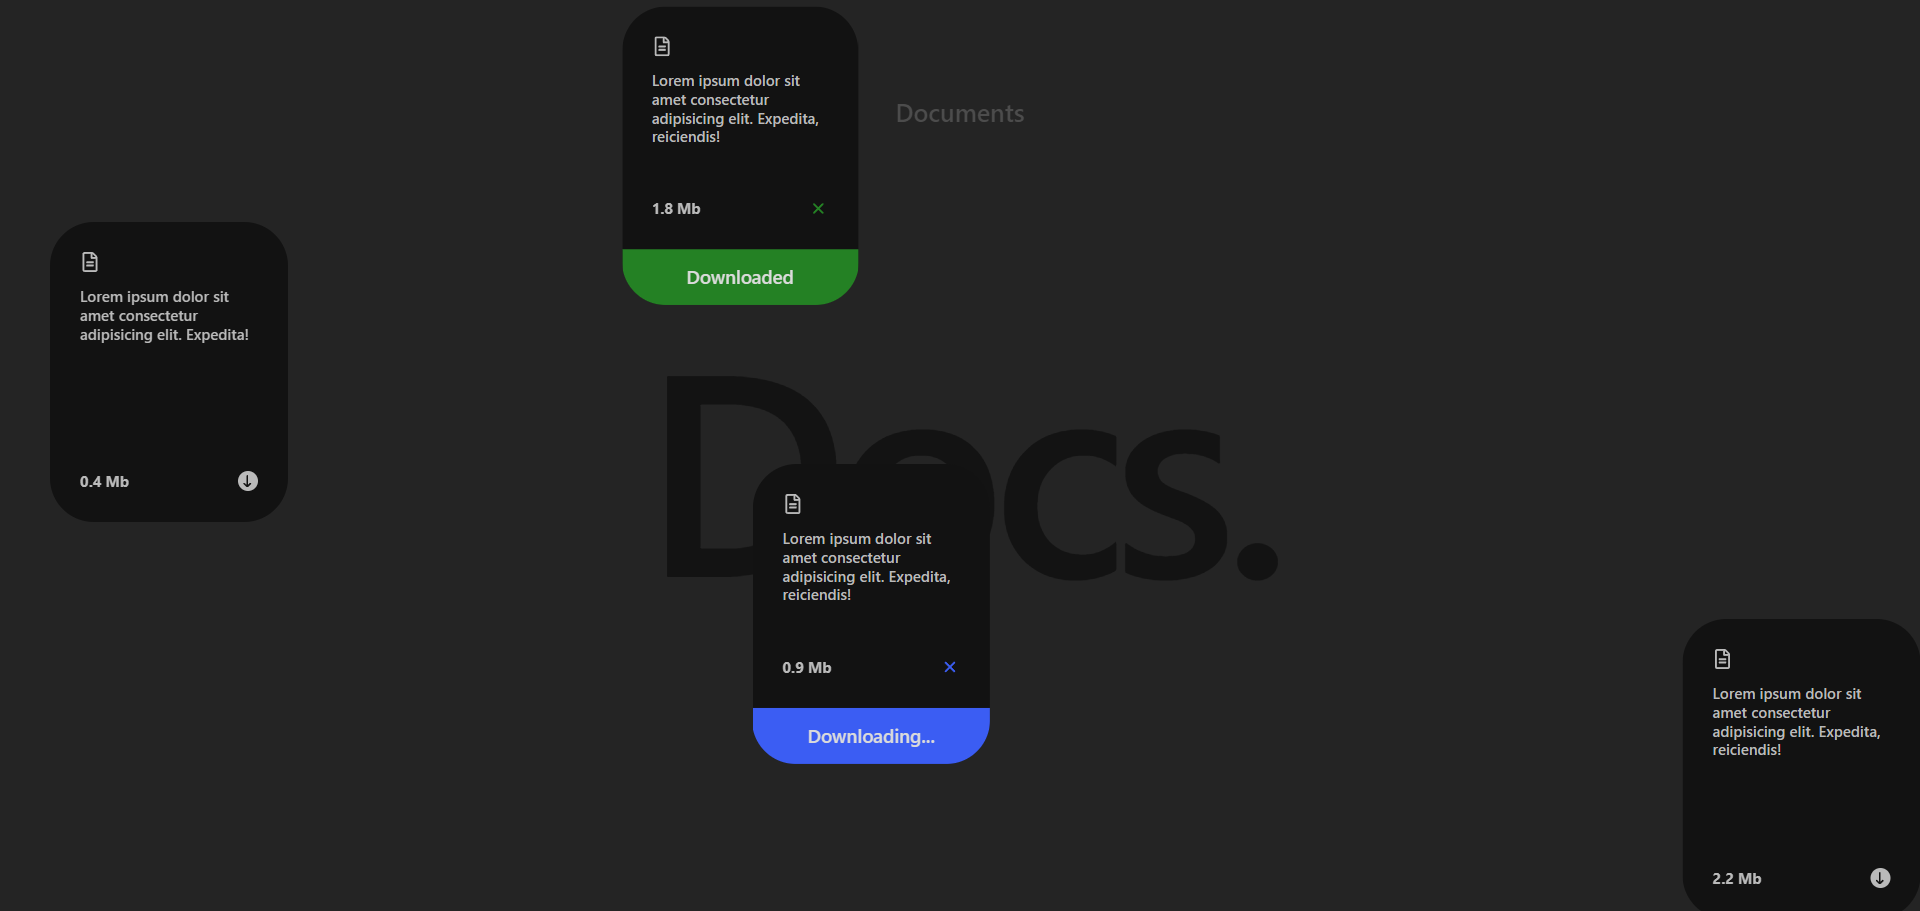 Lorem ipsum dolor sit
amet consectetur
adipisicing elit. Expedita,
reiciendis!
1.8 Mb
Downloaded
Documents
Lorem ipsum dolor sit
amet consectetur
adipisicing elit. Expedita!
0.4 Mb
Docs.
Lorem ipsum dolor sit
amet consectetur
adipisicing elit. Expedita,
reiciendis!
0.9 Mb
Downloading...
Lorem ipsum dolor sit
amet consectetur
adipisicing elit. Expedita,
reiciendis!
2.2 Mb